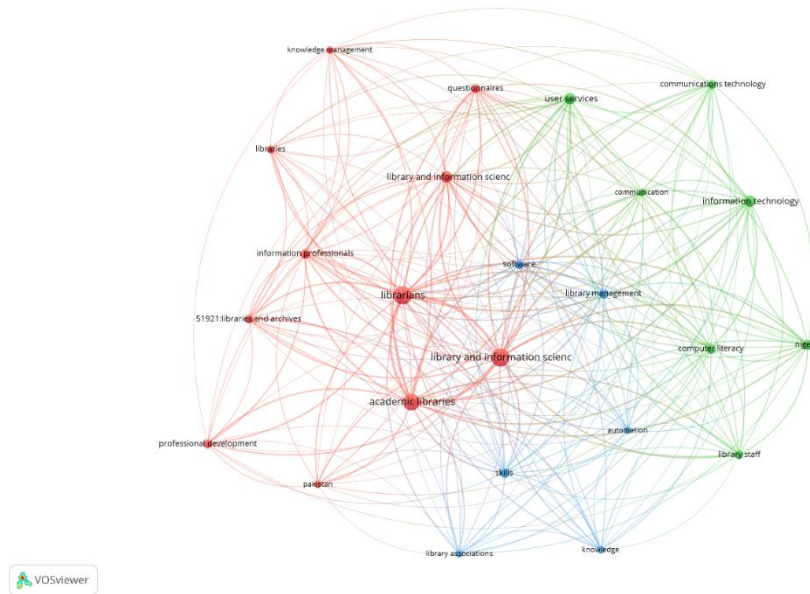 knowledge management
questionnaires
communications technology
user services
libraries
library and information scienc
communication
information technology
information professionals
software
library management
librarians
51921:libraries and archives
computer literacy
library and information scienc
academic libraries
automation
professional development
library staff
skills
pakistan
library associations
knowledge
VOSviewer